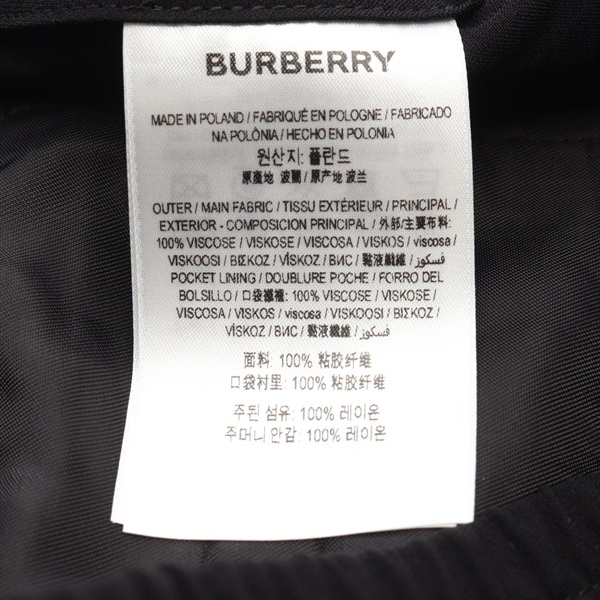 BURBERRY
MADE IN POLAND / FABRIQUÉ EN POLOGNE / FABRICADO
NA POLÔNIA / HECHO EN POLONIA
원산지: 폴란드
原產地 波蘭 / 原产地 波兰
OUTER / MAIN FABRIC / TISSU EXTÉRIEUR / PRINCIPAL /
EXTERIOR - COMPOSICION PRINCIPAL / 外部/主要布料:
100% VISCOSE / VISKOSE / VISCOSA / VISKOS / viscosa /
VISKOOSI / ΒΙΣΚΟΖ / VİSKOZ / ВИС / 黏液纖維 / فسكوز
POCKET LINING / DOUBLURE POCHE / FORRO DEL
BOLSILLO / 口袋襯裡: 100% VISCOSE / VISKOSE /
VISCOSA / VISKOS / viscosa / VISKOOSI / ΒΙΣΚΟΖ /
VİSKOZ / ВИС / 黏液纖維 / فسكوز
面料: 100% 粘胶纤维
口袋衬里: 100% 粘胶纤维
주된 섬유: 100% 레이온
주머니 안감: 100% 레이온